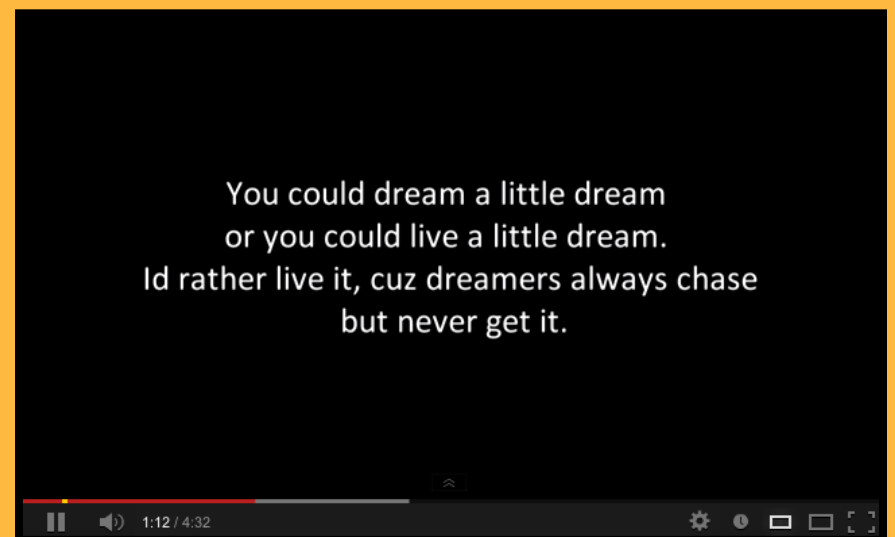 You could dream a little dream
or you could live a little dream.
Id rather live it, cuz dreamers always chase
but never get it.
1:12 / 4:32